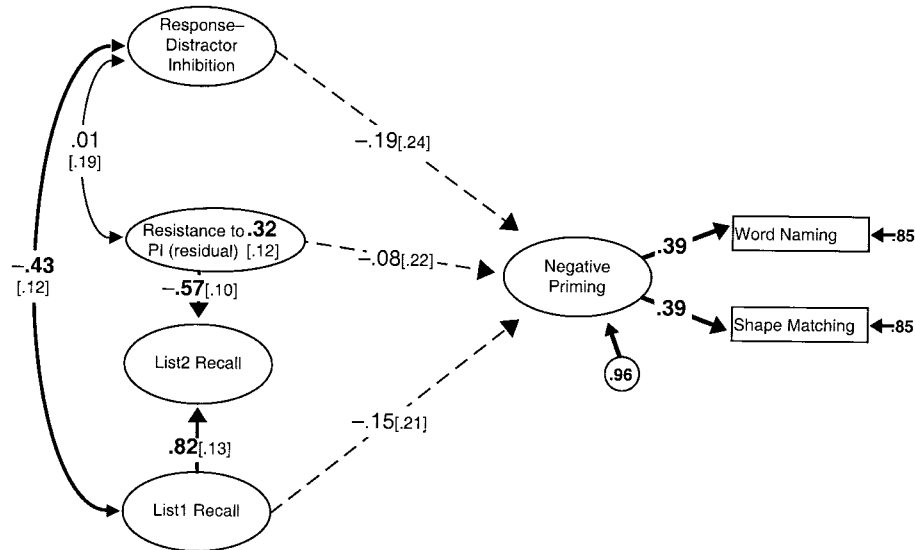 Response–
Distractor
Inhibition
–.19[.24]
.01
[.19]
Resistance to .32
PI (residual) [.12]
–.08[.22]
Word Naming
.85
.39
–.43
[.12]
–.57[.10]
Negative
Priming
.39
Shape Matching
.85
List2 Recall
.96
–.15[.21]
.82[.13]
List1 Recall